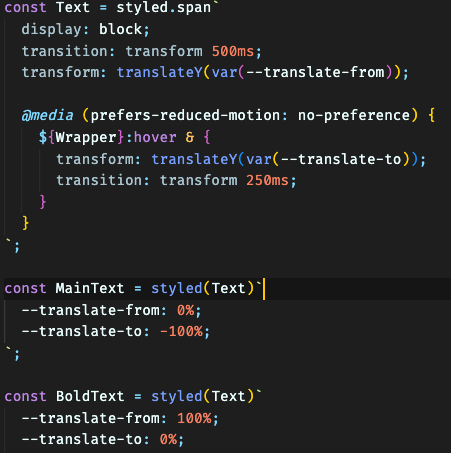 const Text = styled.span`
display: block;
transition: transform 500ms;
transform: translateY(var(--translate-from));
@media (prefers-reduced-motion: no-preference) {
${Wrapper}:hover & {
transform: translateY(var(--translate-to));
transition: transform 250ms;
}
}
`;
const MainText = styled(Text)`
--translate-from: 0%;
--translate-to: -100%;
`;
const BoldText = styled(Text)`
--translate-from: 100%;
--translate-to: 0%;